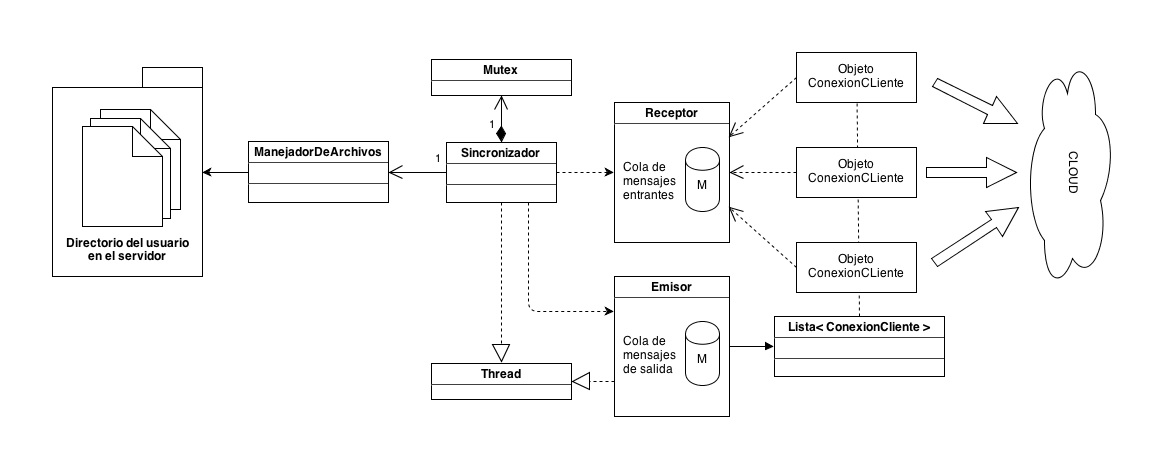 Mutex
1
Sincronizador
1
ManejadorDeArchivos
Directorio del usuario
en el servidor
Receptor
Cola de
mensajes
entrantes
M
Objeto
ConexionCLiente
Objeto
ConexionCLiente
Objeto
ConexionCLiente
CLOUD
Emisor
Cola de
mensajes
de salida
M
Lista< ConexionCliente >
Thread